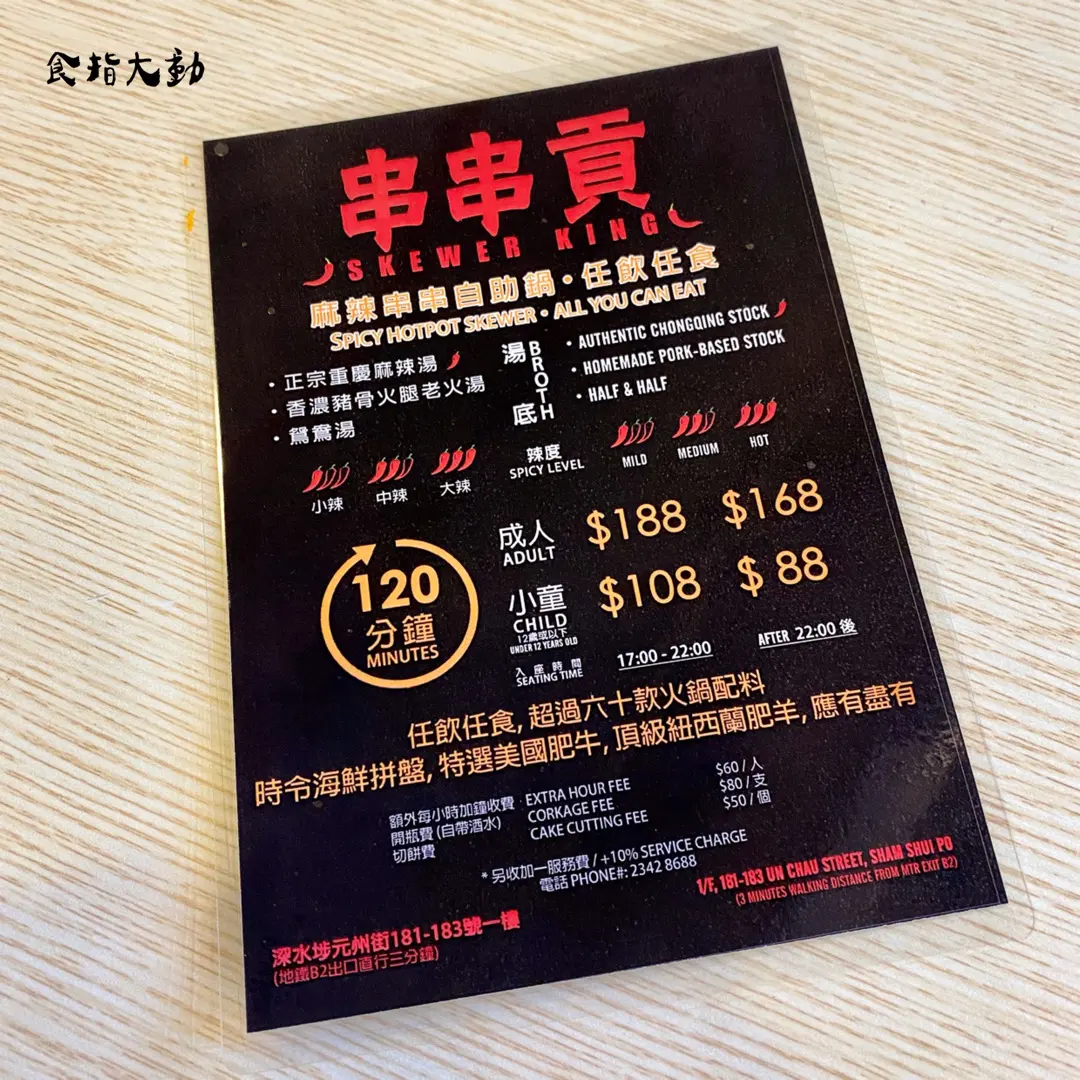 食指大動
串串貢
SKEWER KING
麻辣串串自助鍋・任飲任食
SPICY HOTPOT SKEWER・ALL YOU CAN EAT
・正宗重慶麻辣湯
・香濃豬骨火腿老火湯
・鴛鴦湯
湯底
BROTH
・AUTHENTIC CHONGQING STOCK
・HOMEMADE PORK-BASED STOCK
・HALF & HALF
小辣 中辣 大辣
辣度
SPICY LEVEL
MILD MEDIUM HOT
120
分鐘
MINUTES
成人 $188 $168
ADULT
小童 $108 $88
CHILD
12歲或以下
UNDER 12 YEARS OLD
入座時間
SEATING TIME
17:00 - 22:00 AFTER 22:00 後
任飲任食, 超過六十款火鍋配料
時令海鮮拼盤, 特選美國肥牛, 頂級紐西蘭肥羊, 應有盡有
額外每小時加鐘收費 EXTRA HOUR FEE $60 / 人
開瓶費 (自帶酒水) CORKAGE FEE $80 / 支
切餅費 CAKE CUTTING FEE $50 / 個
* 另收加一服務費 / +10% SERVICE CHARGE
電話 PHONE#: 2342 8688
1/F, 181-183 UN CHAU STREET, SHAM SHUI PO
(3 MINUTES WALKING DISTANCE FROM MTR EXIT B2)
深水埗元州街181-183號一樓
(地鐵B2出口直行三分鐘)